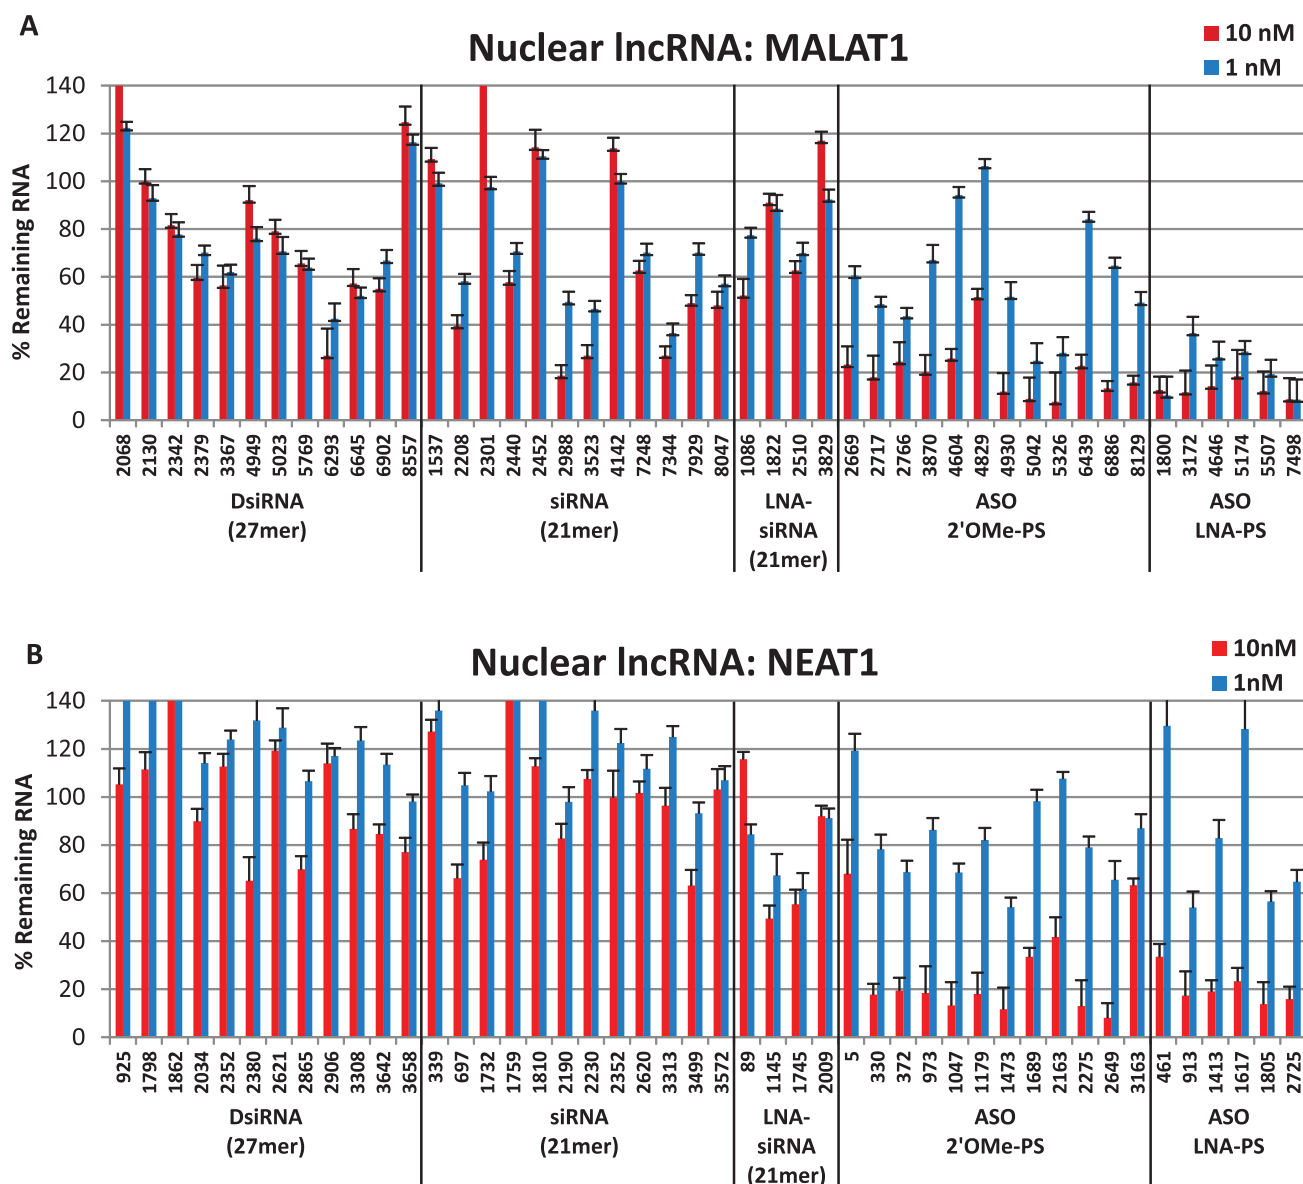 A
Nuclear lncRNA: MALAT1
10 nM
1 nM
% Remaining RNA
140
120
100
80
60
40
20
0
2068 2130 2342 2379 3367 4949 5023 5769 6293 6645 6902 8557 1537 2208 2301 2440 2452 2988 3523 4142 7248 7344 7929 8047 1086 1822 2510 3829 2669 2717 2766 3870 4604 4829 4930 5042 5326 6439 6886 8129 1800 3172 4646 5174 5507 7498
DsiRNA
(27mer)
siRNA
(21mer)
LNA-
siRNA
(21mer)
ASO
2'OMe-PS
ASO
LNA-PS
B
Nuclear lncRNA: NEAT1
10nM
1nM
% Remaining RNA
140
120
100
80
60
40
20
0
925 1798 1862 2034 2352 2380 2621 2865 2906 3308 3642 3658 339 697 1732 1759 1810 2190 2230 2352 2620 3313 3499 3572 89 1145 1745 2009 5 330 372 973 1047 1179 1473 1689 2163 2275 2649 3163 461 913 1413 1617 1805 2725
DsiRNA
(27mer)
siRNA
(21mer)
LNA-
siRNA
(21mer)
ASO
2'OMe-PS
ASO
LNA-PS